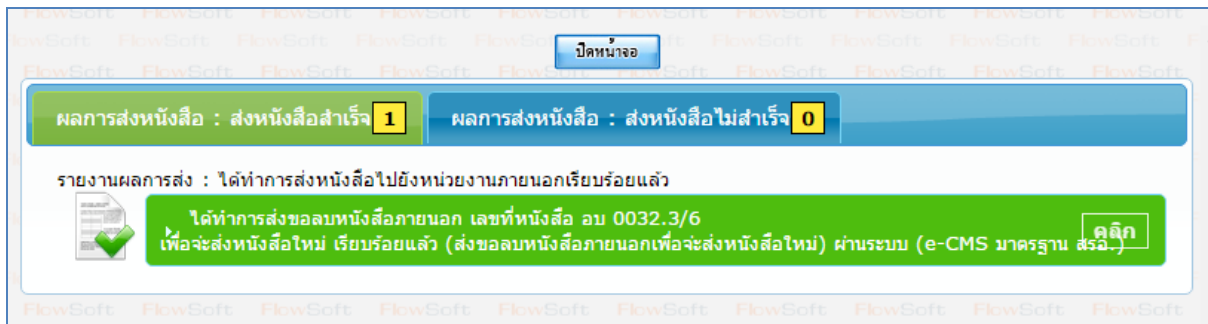 ปิดหน้าจอ
ผลการส่งหนังสือ : ส่งหนังสือสำเร็จ 1
ผลการส่งหนังสือ : ส่งหนังสือไม่สำเร็จ 0
รายงานผลการส่ง : ได้ทำการส่งหนังสือไปยังหน่วยงานภายนอกเรียบร้อยแล้ว
ได้ทำการส่งขอลบหนังสือภายนอก เลขที่หนังสือ อบ 0032.3/6
เพื่อจะส่งหนังสือใหม่ เรียบร้อยแล้ว (ส่งขอลบหนังสือภายนอกเพื่อจะส่งหนังสือใหม่) ผ่านระบบ (e-CMS มาตรฐาน สรอ.)
คลิก
FlowSoft FlowSoft FlowSoft FlowSoft FlowSoft FlowSoft FlowSoft FlowSoft FlowSoft FlowSoft